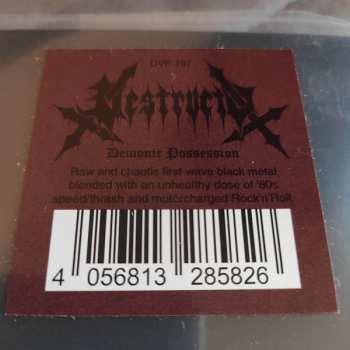 DVP 197
Destructo
Demonic Possession
Raw and chaotic first-wave black metal
blended with an unhealthy dose of '80s
speed/thrash and motorcharged Rock'n'Roll
4 056813 285826